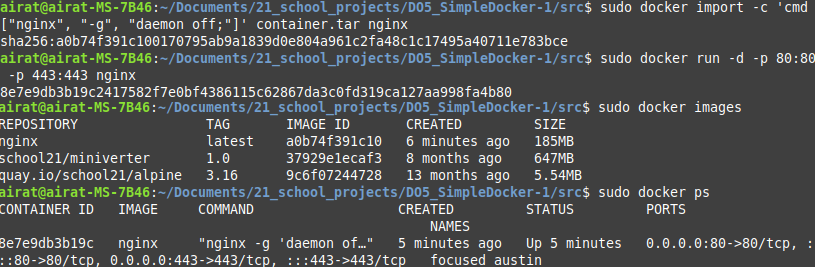 airat@airat-MS-7B46:~/Documents/21_school_projects/DO5_SimpleDocker-1/src$ sudo docker import -c 'cmd
["nginx", "-g", "daemon off;"]' container.tar nginx
sha256:a0b74f391c100170795ab9a1839d0e804a961c2fa48c1c17495a40711e783bce
airat@airat-MS-7B46:~/Documents/21_school_projects/DO5_SimpleDocker-1/src$ sudo docker run -d -p 80:80
-p 443:443 nginx
8e7e9db3b19c2417582f7e0bf4386115c62867da3c0fd319ca127aa998fa4b80
airat@airat-MS-7B46:~/Documents/21_school_projects/DO5_SimpleDocker-1/src$ sudo docker images
REPOSITORY TAG IMAGE ID CREATED SIZE
nginx latest a0b74f391c10 6 minutes ago 185MB
school21/miniverter 1.0 37929e1ecaf3 8 months ago 647MB
quay.io/school21/alpine 3.16 9c6f07244728 13 months ago 5.54MB
airat@airat-MS-7B46:~/Documents/21_school_projects/DO5_SimpleDocker-1/src$ sudo docker ps
CONTAINER ID IMAGE COMMAND CREATED STATUS PORTS
NAMES
8e7e9db3b19c nginx "nginx -g 'daemon of…" 5 minutes ago Up 5 minutes 0.0.0.0:80->80/tcp, :
::80->80/tcp, 0.0.0.0:443->443/tcp, :::443->443/tcp focused austin